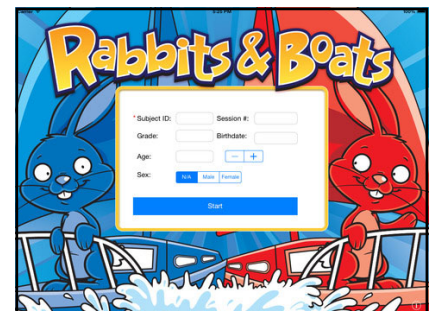 Rabbits & Boats
* Subject ID: Session #:
Grade: Birthdate:
Age: − +
Sex: N/A Male Female
Start